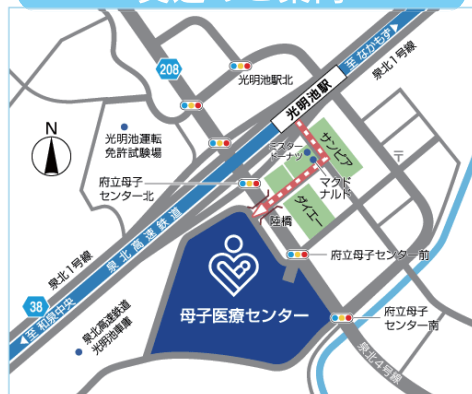 208
光明池駅北
光明池駅
至 なかもず
泉北1号線
N
光明池運転
免許試験場
サンピア
ミスター
ドーナツ
マクド
ナルド
〒
府立母子
センター北
ダイエー
陸橋
泉北高速鉄道
府立母子センター前
泉北1号線
38
至 和泉中央
母子医療センター
府立母子
センター南
泉北高速鉄道
光明池車庫
泉北4号線